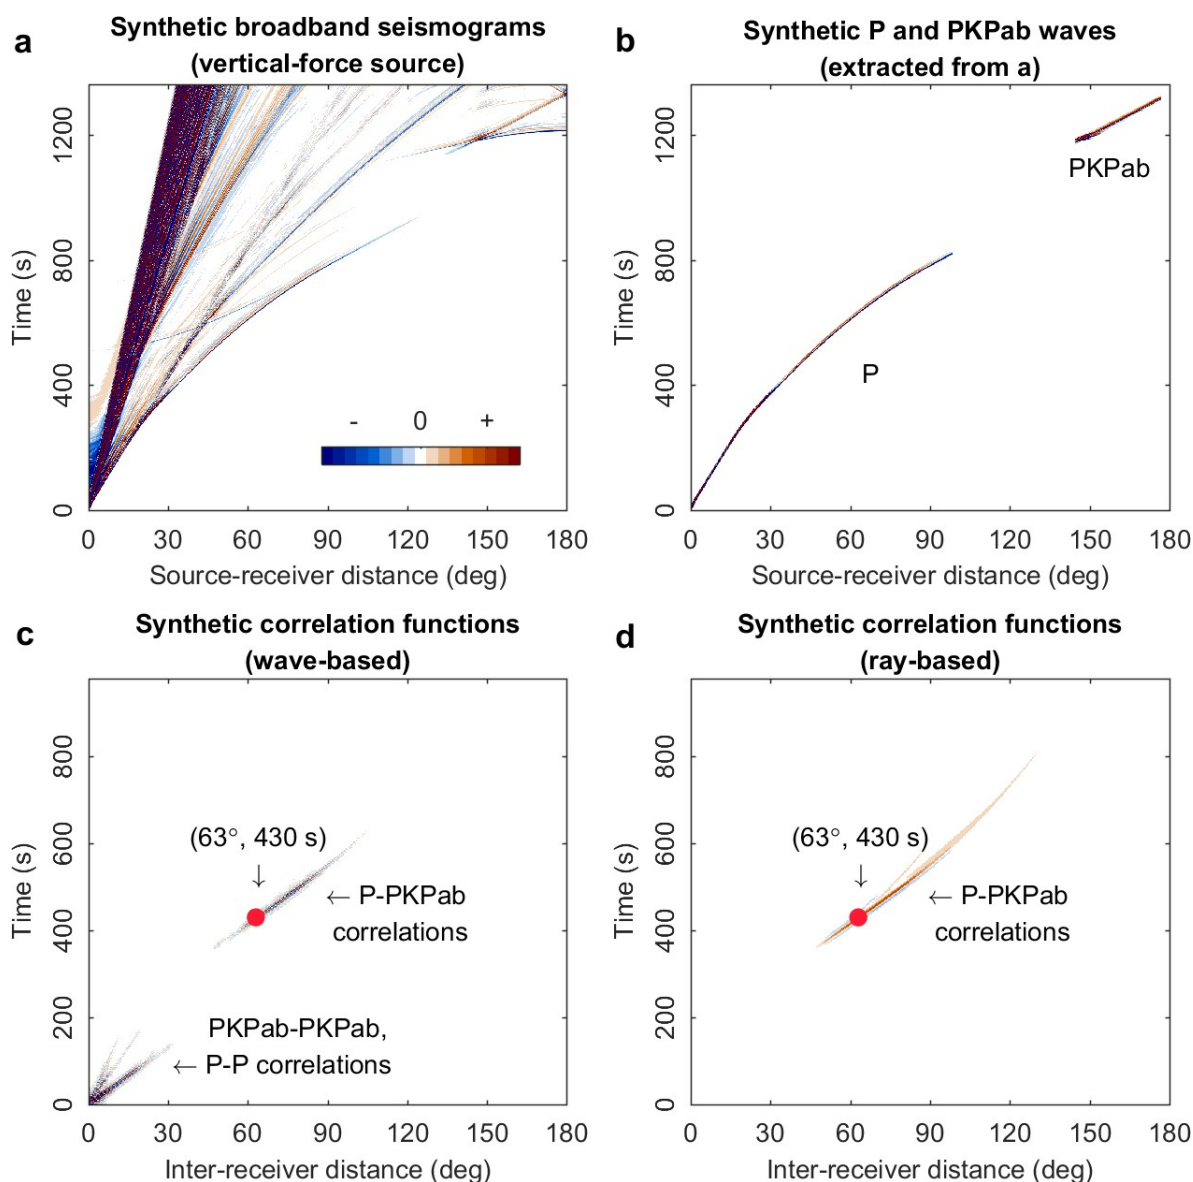 a
Synthetic broadband seismograms
(vertical-force source)
Time (s)
1200
800
400
0
- 0 +
0 30 60 90 120 150 180
Source-receiver distance (deg)
b
Synthetic P and PKPab waves
(extracted from a)
Time (s)
1200
800
400
0
PKPab
P
0 30 60 90 120 150 180
Source-receiver distance (deg)
c
Synthetic correlation functions
(wave-based)
Time (s)
800
600
400
200
0
(63°, 430 s)
↓
← P-PKPab
correlations
PKPab-PKPab,
← P-P correlations
0 30 60 90 120 150 180
Inter-receiver distance (deg)
d
Synthetic correlation functions
(ray-based)
Time (s)
800
600
400
200
0
(63°, 430 s)
↓
← P-PKPab
correlations
0 30 60 90 120 150 180
Inter-receiver distance (deg)